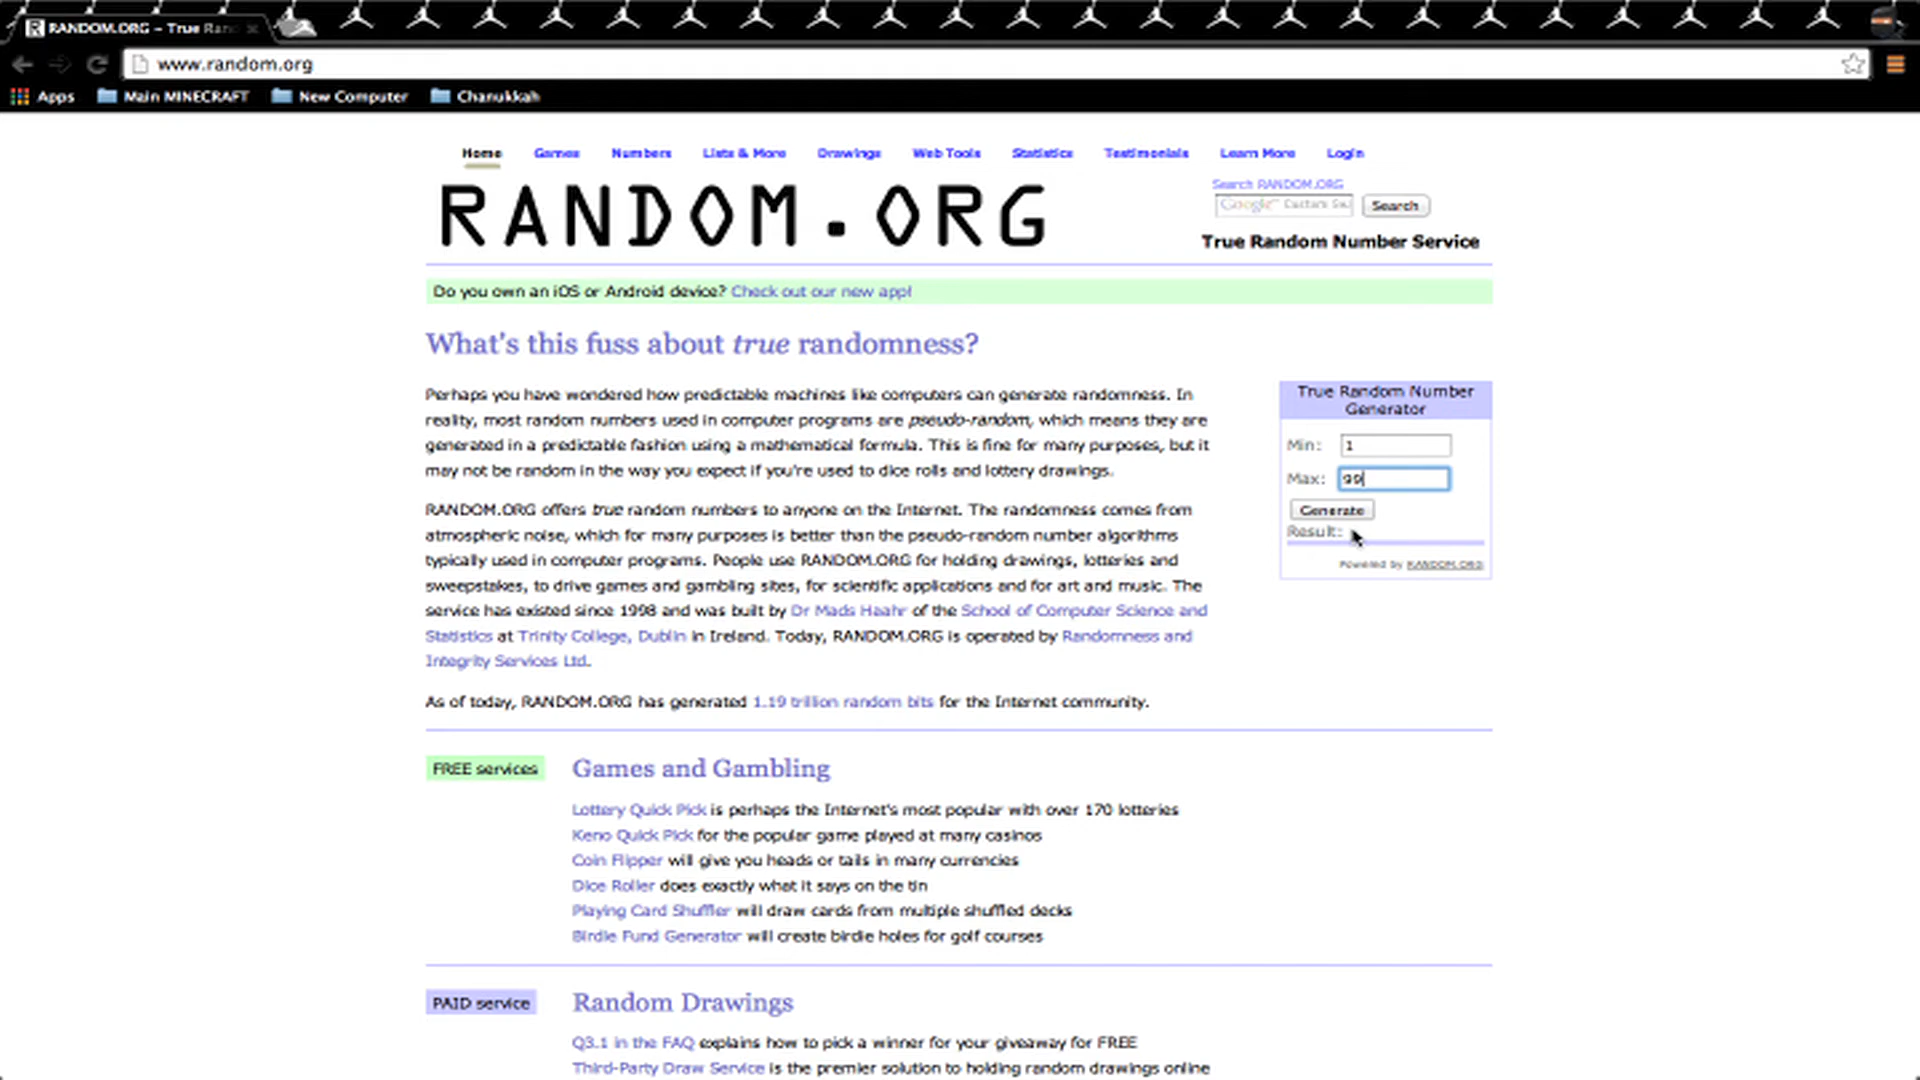 RANDOM.ORG - True Ran
www.random.org
Apps Main MINECRAFT New Computer Chanukkah
Home Games Numbers Lists & More Drawings Web Tools Statistics Testimonials Learn More Login
RANDOM.ORG
Search RANDOM.ORG
Google™ Custom Sea Search
True Random Number Service
Do you own an iOS or Android device? Check out our new app!
What's this fuss about true randomness?
Perhaps you have wondered how predictable machines like computers can generate randomness. In
reality, most random numbers used in computer programs are pseudo-random, which means they are
generated in a predictable fashion using a mathematical formula. This is fine for many purposes, but it
may not be random in the way you expect if you're used to dice rolls and lottery drawings.
RANDOM.ORG offers true random numbers to anyone on the Internet. The randomness comes from
atmospheric noise, which for many purposes is better than the pseudo-random number algorithms
typically used in computer programs. People use RANDOM.ORG for holding drawings, lotteries and
sweepstakes, to drive games and gambling sites, for scientific applications and for art and music. The
service has existed since 1998 and was built by Dr Mads Haahr of the School of Computer Science and
Statistics at Trinity College, Dublin in Ireland. Today, RANDOM.ORG is operated by Randomness and
Integrity Services Ltd.
As of today, RANDOM.ORG has generated 1.19 trillion random bits for the Internet community.
True Random Number
Generator
Min: 1
Max: 99
Generate
Result:
Powered by RANDOM.ORG
FREE services
Games and Gambling
Lottery Quick Pick is perhaps the Internet's most popular with over 170 lotteries
Keno Quick Pick for the popular game played at many casinos
Coin Flipper will give you heads or tails in many currencies
Dice Roller does exactly what it says on the tin
Playing Card Shuffler will draw cards from multiple shuffled decks
Birdie Fund Generator will create birdie holes for golf courses
PAID service
Random Drawings
Q3.1 in the FAQ explains how to pick a winner for your giveaway for FREE
Third-Party Draw Service is the premier solution to holding random drawings online